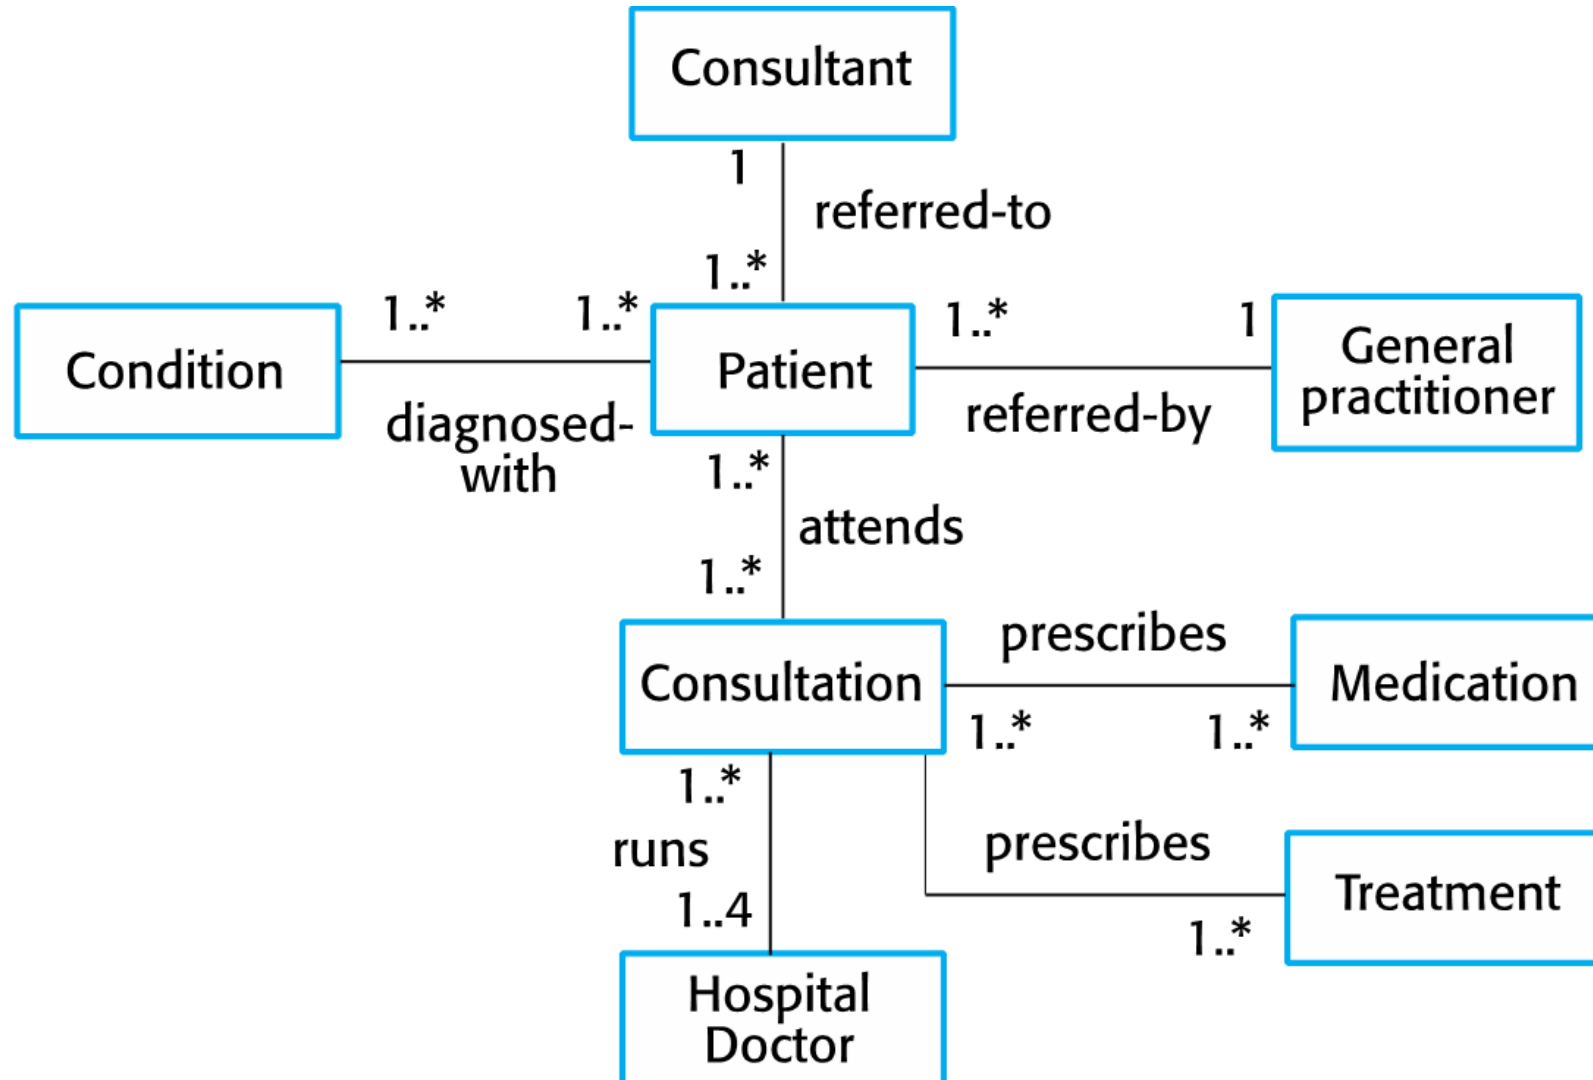 Consultant
1
referred-to
1..*
1..*
1..*
1..*
1
Condition
Patient
General
practitioner
diagnosed-
with
referred-by
1..*
attends
1..*
prescribes
Consultation
Medication
1..*
1..*
1..*
runs
prescribes
Treatment
1..4
1..*
Hospital
Doctor